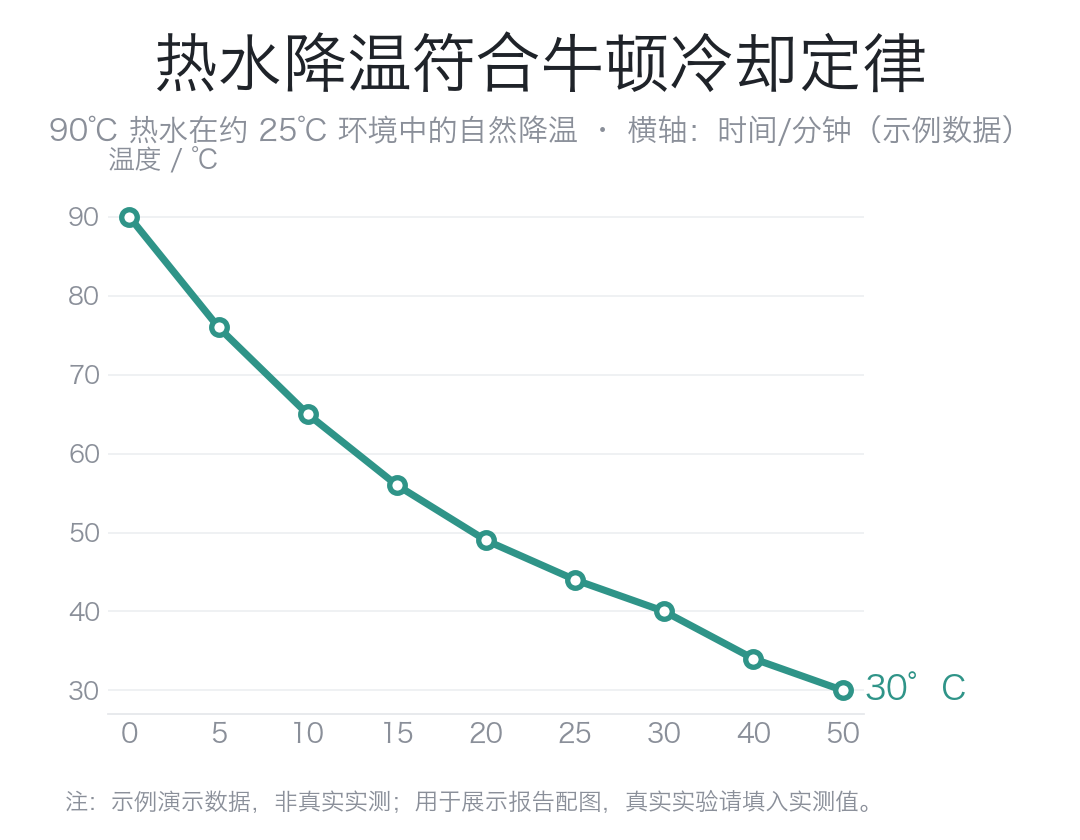 热水降温符合牛顿冷却定律
90℃ 热水在约 25℃ 环境中的自然降温 · 横轴：时间/分钟（示例数据）
温度 / ℃
90
80
70
60
50
40
30
30° C
0 5 10 15 20 25 30 40 50
注：示例演示数据，非真实实测；用于展示报告配图，真实实验请填入实测值。